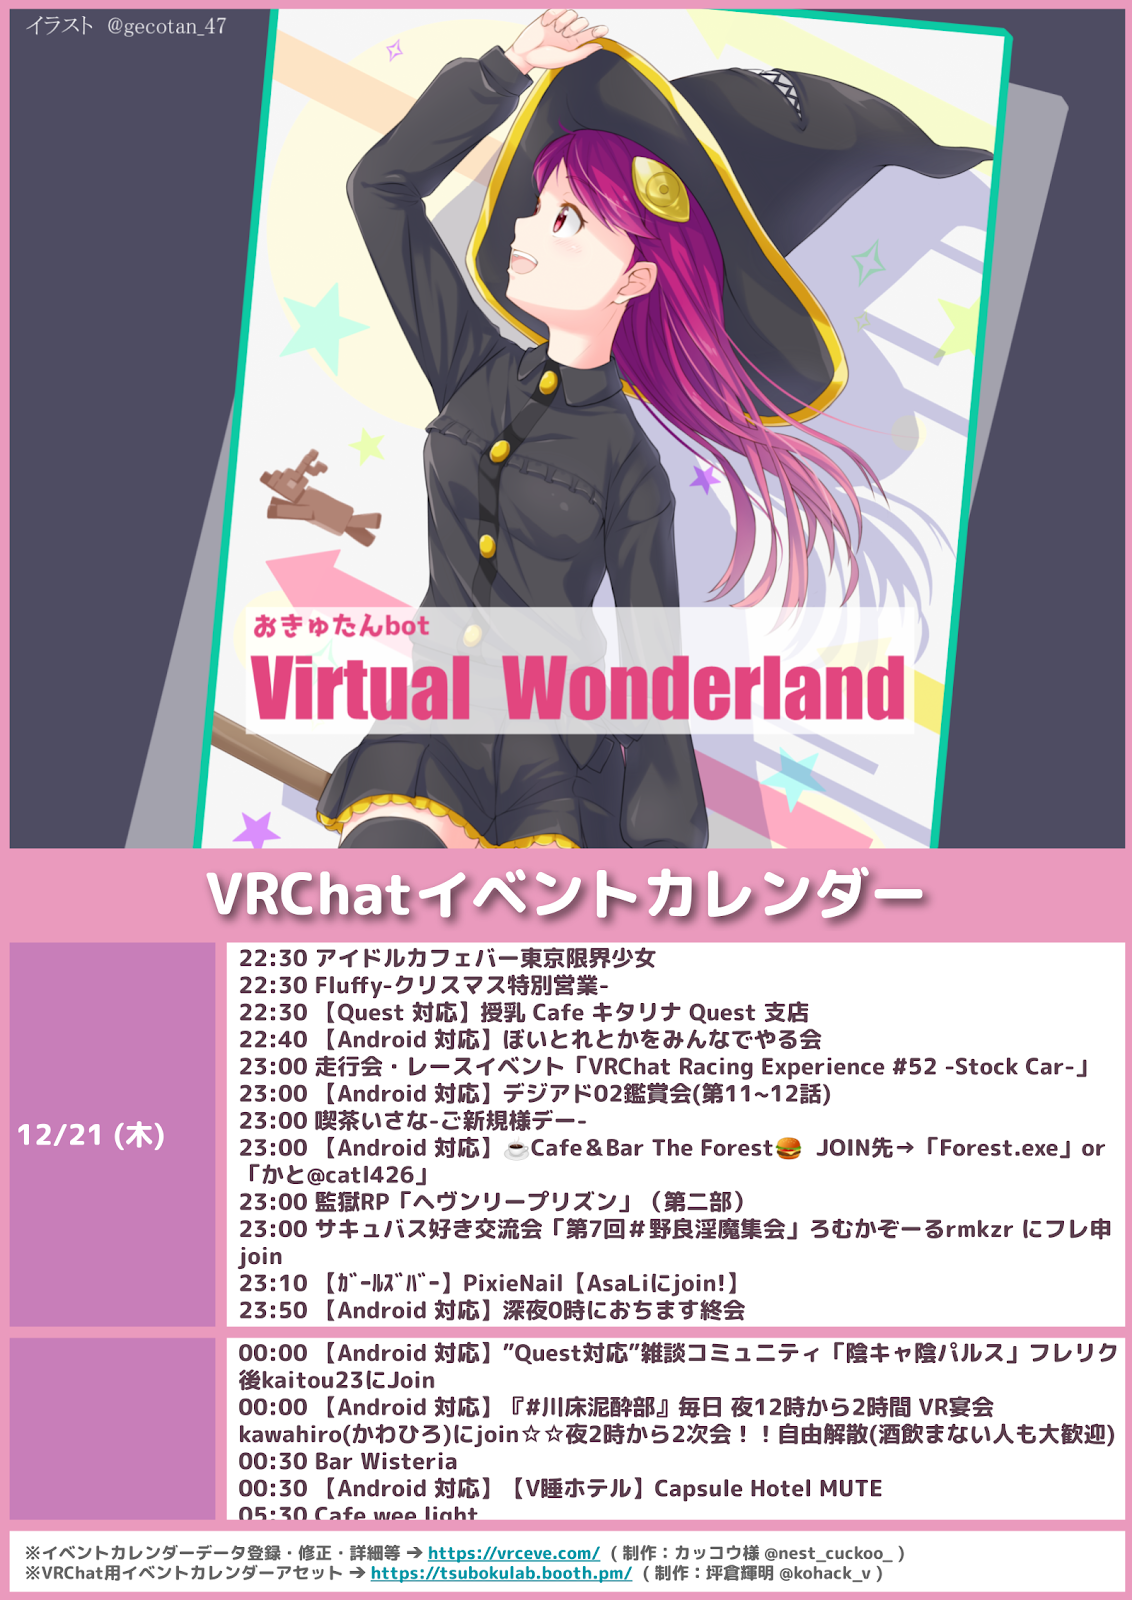 イラスト @gecotan_47
おきゅたんbot
Virtual Wonderland
VRChatイベントカレンダー
12/21 (木)
22:30 アイドルカフェバー東京限界少女
22:30 Fluffy-クリスマス特別営業-
22:30 【Quest 対応】授乳 Cafe キタリナ Quest 支店
22:40 【Android 対応】ぽいとれとかをみんなでやる会
23:00 走行会・レースイベント「VRChat Racing Experience #52 -Stock Car-」
23:00 【Android 対応】デジアド02鑑賞会(第11~12話)
23:00 喫茶いさな-ご新規様デー-
23:00 【Android 対応】☕Cafe＆Bar The Forest🍔 JOIN先→「Forest.exe」or
「かと@catl426」
23:00 監獄RP「ヘヴンリープリズン」（第二部）
23:00 サキュバス好き交流会「第7回＃野良淫魔集会」ろむかぞーるrmkzr にフレ申
join
23:10 【ｶﾞｰﾙｽﾞﾊﾞｰ】PixieNail【AsaLiにjoin!】
23:50 【Android 対応】深夜0時におちます終会
00:00 【Android 対応】”Quest対応”雑談コミュニティ「陰キャ陰パルス」フレリク
後kaitou23にJoin
00:00 【Android 対応】『#川床泥酔部』毎日 夜12時から2時間 VR宴会
kawahiro(かわひろ)にjoin☆☆夜2時から2次会！！自由解散(酒飲まない人も大歓迎)
00:30 Bar Wisteria
00:30 【Android 対応】【V睡ホテル】Capsule Hotel MUTE
05:30 Cafe wee light
※イベントカレンダーデータ登録・修正・詳細等 ➔ https://vrceve.com/ （制作：カッコウ様 @nest_cuckoo_ ）
※VRChat用イベントカレンダーアセット ➔ https://tsubokulab.booth.pm/ （制作：坪倉輝明 @kohack_v ）